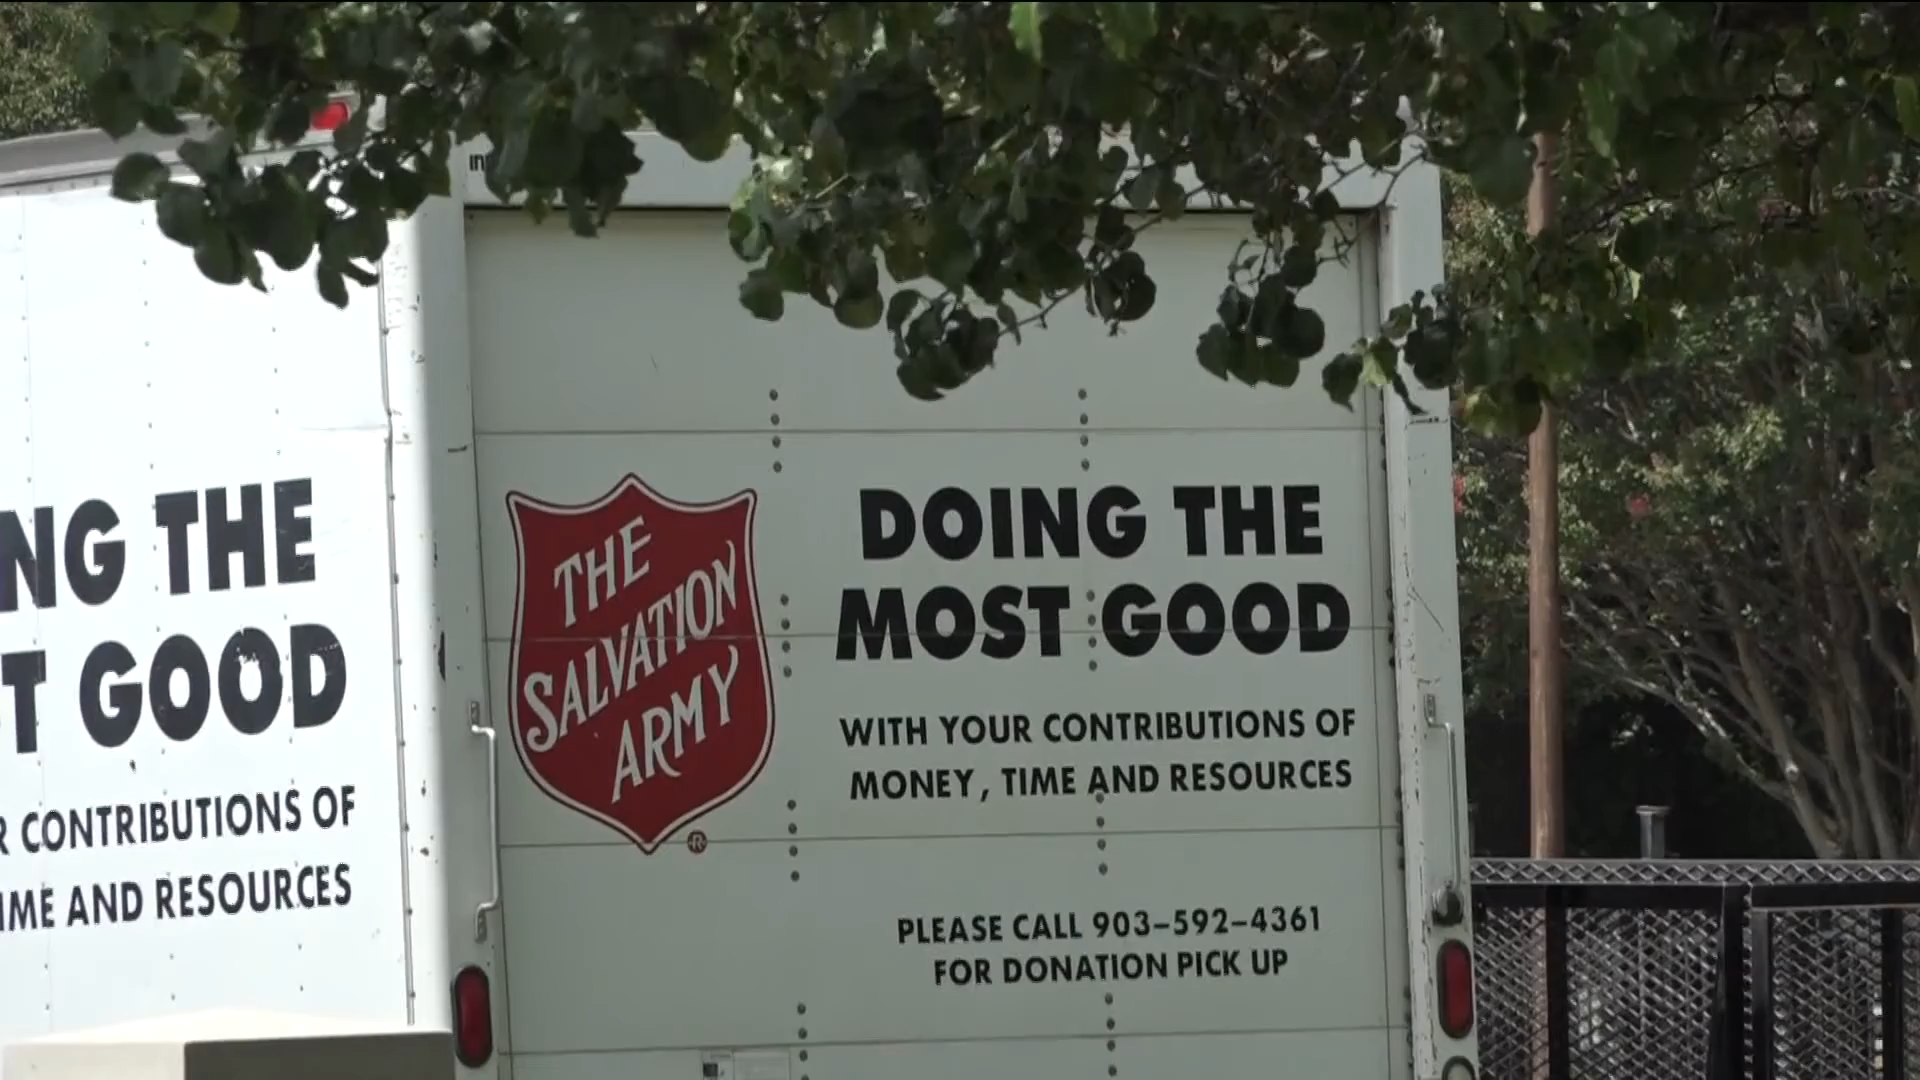 NG THE
T GOOD
CONTRIBUTIONS OF
AND RESOURCES
THE
SALVATION
ARMY
®
DOING THE
MOST GOOD
WITH YOUR CONTRIBUTIONS OF
MONEY, TIME AND RESOURCES
PLEASE CALL 903-592-4361
FOR DONATION PICK UP